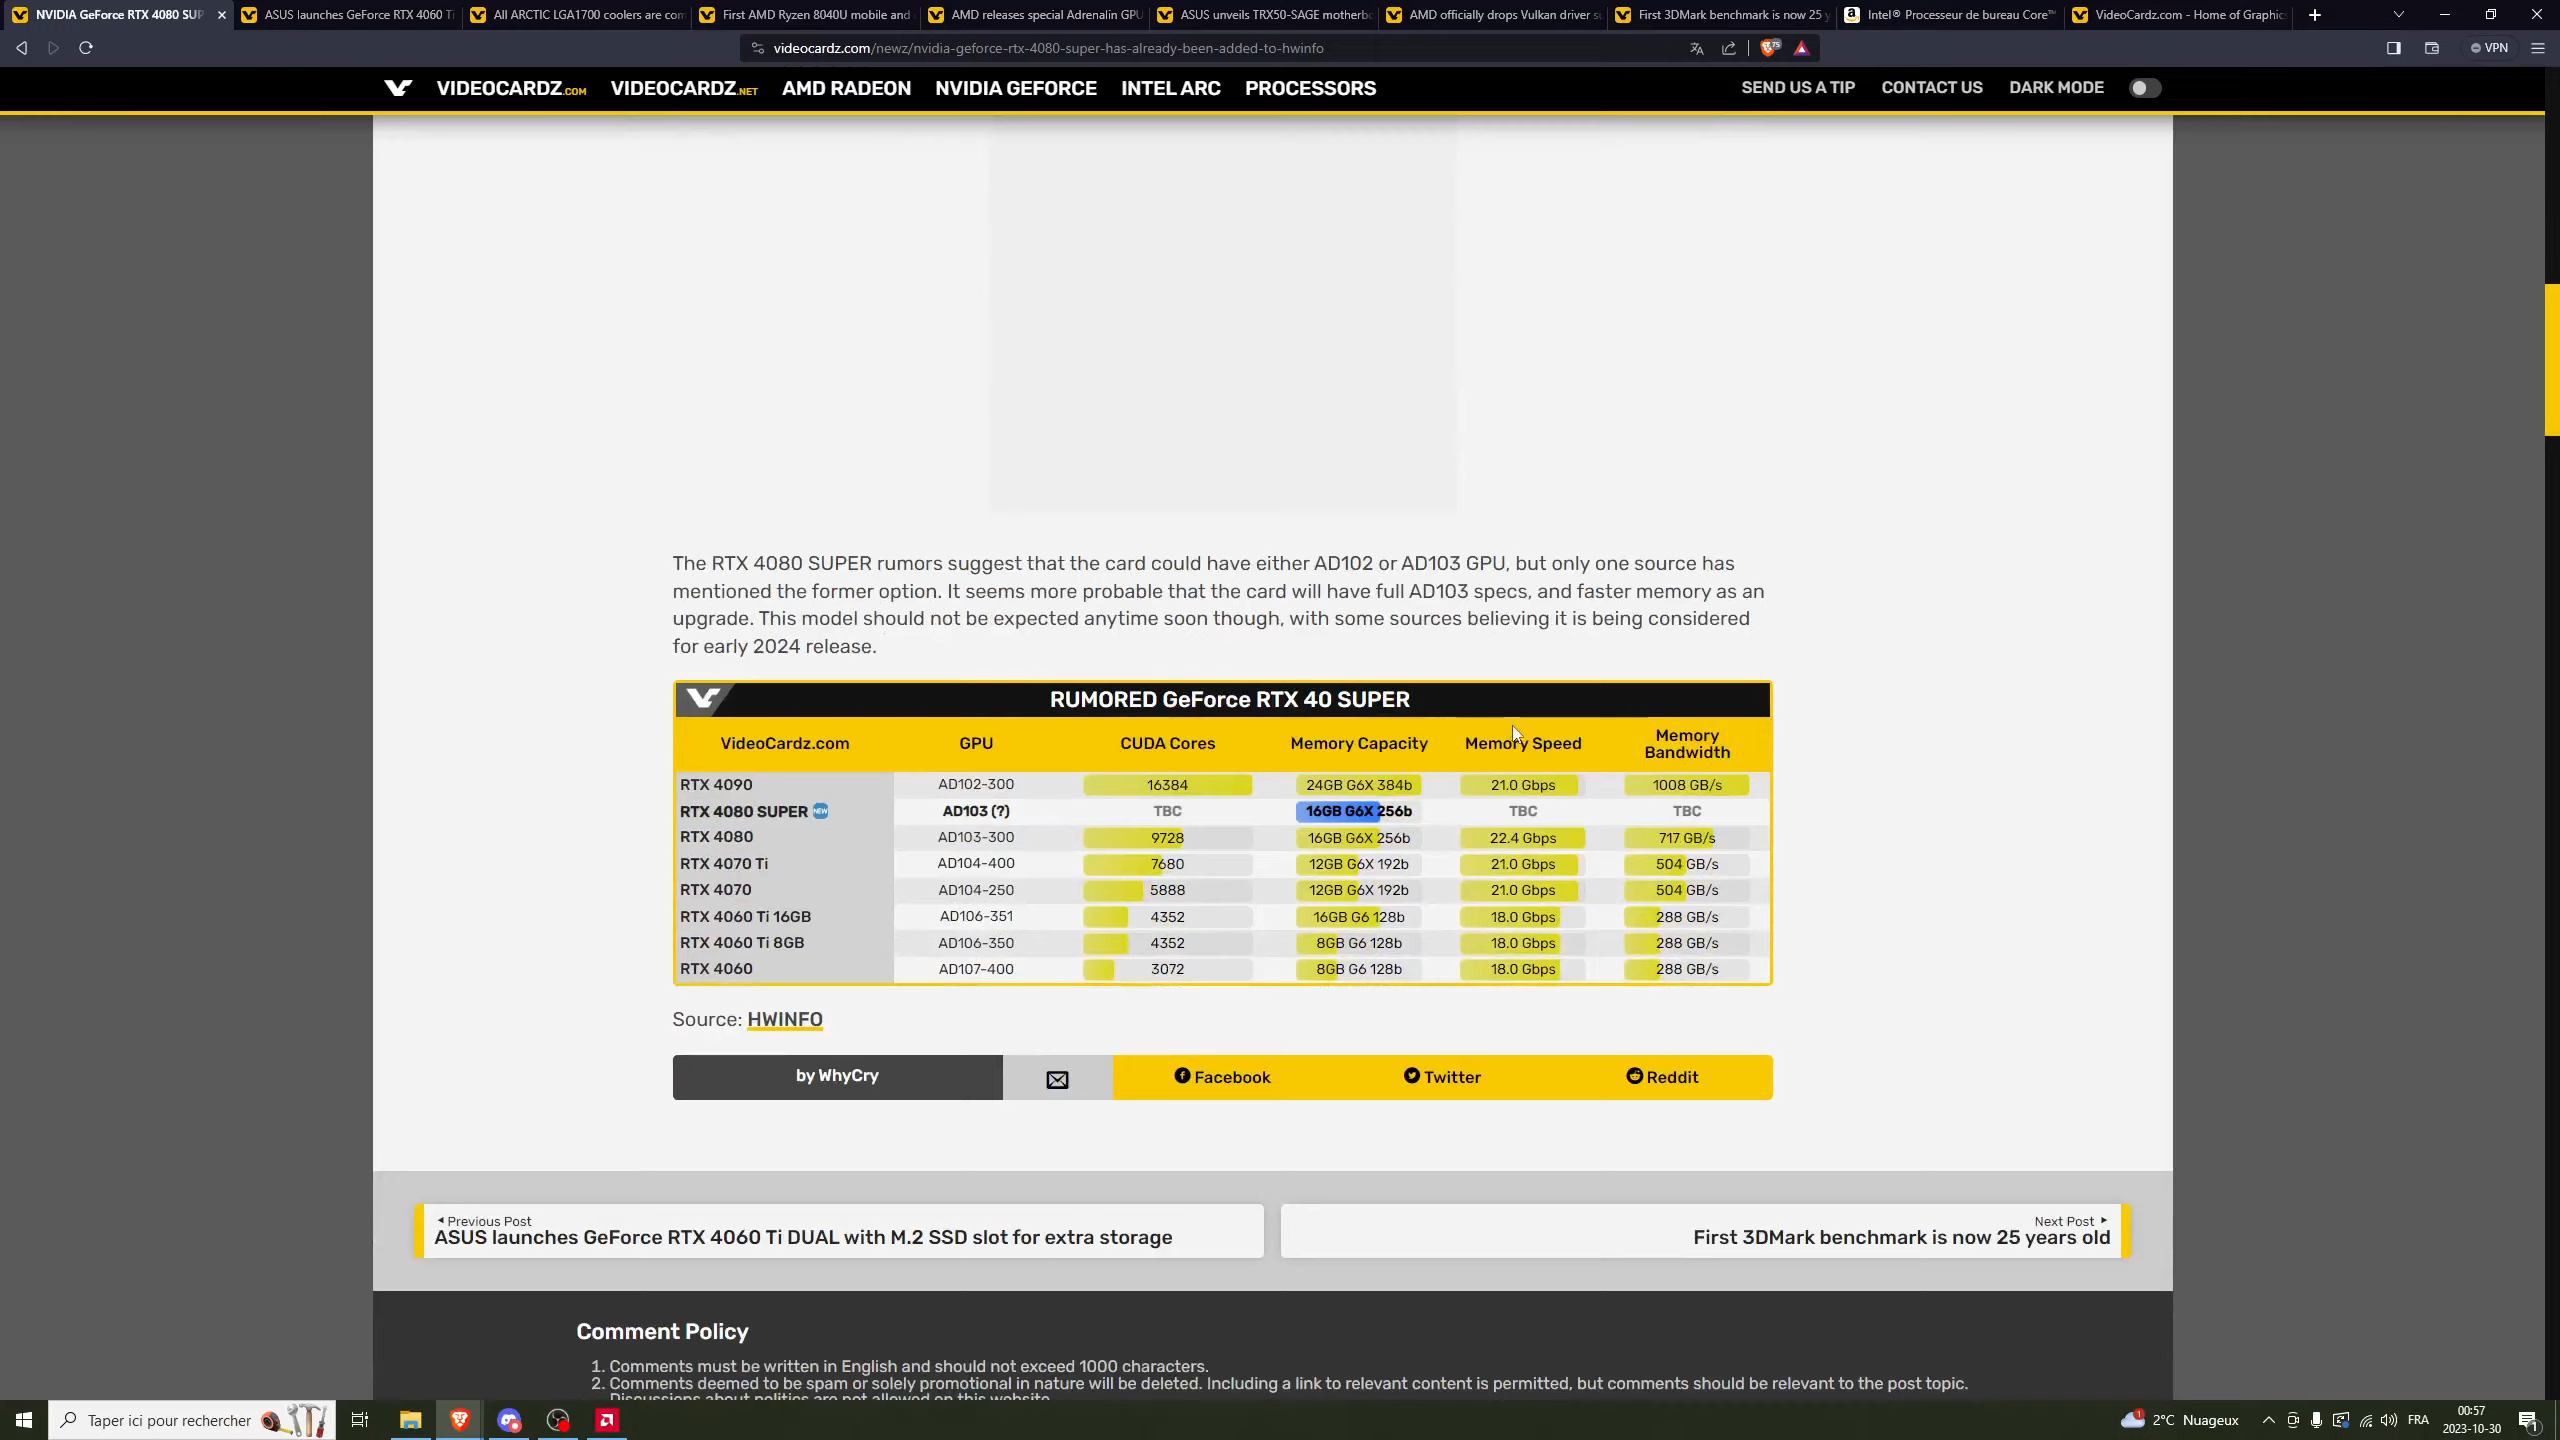 NVIDIA GeForce RTX 4080 SUP
ASUS launches GeForce RTX 4060 Ti
All ARCTIC LGA1700 coolers are com
First AMD Ryzen 8040U mobile and
AMD releases special Adrenalin GPU
ASUS unveils TRX50-SAGE motherbo
AMD officially drops Vulkan driver s
First 3DMark benchmark is now 25 y
Intel® Processeur de bureau Core™
VideoCardz.com - Home of Graphic
videocardz.com/newz/nvidia-geforce-rtx-4080-super-has-already-been-added-to-hwinfo
75
VPN
VIDEOCARDZ.COM VIDEOCARDZ.NET AMD RADEON NVIDIA GEFORCE INTEL ARC PROCESSORS SEND US A TIP CONTACT US DARK MODE
The RTX 4080 SUPER rumors suggest that the card could have either AD102 or AD103 GPU, but only one source has
mentioned the former option. It seems more probable that the card will have full AD103 specs, and faster memory as an
upgrade. This model should not be expected anytime soon though, with some sources believing it is being considered
for early 2024 release.
RUMORED GeForce RTX 40 SUPER
VideoCardz.com GPU CUDA Cores Memory Capacity Memory Speed Memory Bandwidth
RTX 4090 AD102-300 16384 24GB G6X 384b 21.0 Gbps 1008 GB/s
RTX 4080 SUPER NEW AD103 (?) TBC 16GB G6X 256b TBC TBC
RTX 4080 AD103-300 9728 16GB G6X 256b 22.4 Gbps 717 GB/s
RTX 4070 Ti AD104-400 7680 12GB G6X 192b 21.0 Gbps 504 GB/s
RTX 4070 AD104-250 5888 12GB G6X 192b 21.0 Gbps 504 GB/s
RTX 4060 Ti 16GB AD106-351 4352 16GB G6 128b 18.0 Gbps 288 GB/s
RTX 4060 Ti 8GB AD106-350 4352 8GB G6 128b 18.0 Gbps 288 GB/s
RTX 4060 AD107-400 3072 8GB G6 128b 18.0 Gbps 288 GB/s
Source: HWINFO
by WhyCry Facebook Twitter Reddit
Previous Post
ASUS launches GeForce RTX 4060 Ti DUAL with M.2 SSD slot for extra storage
Next Post
First 3DMark benchmark is now 25 years old
Comment Policy
1. Comments must be written in English and should not exceed 1000 characters.
2. Comments deemed to be spam or solely promotional in nature will be deleted. Including a link to relevant content is permitted, but comments should be relevant to the post topic.
Discussions about politics are not allowed on this website.
Taper ici pour rechercher
1
2°C Nuageux
FRA
00:57
2023-10-30
1